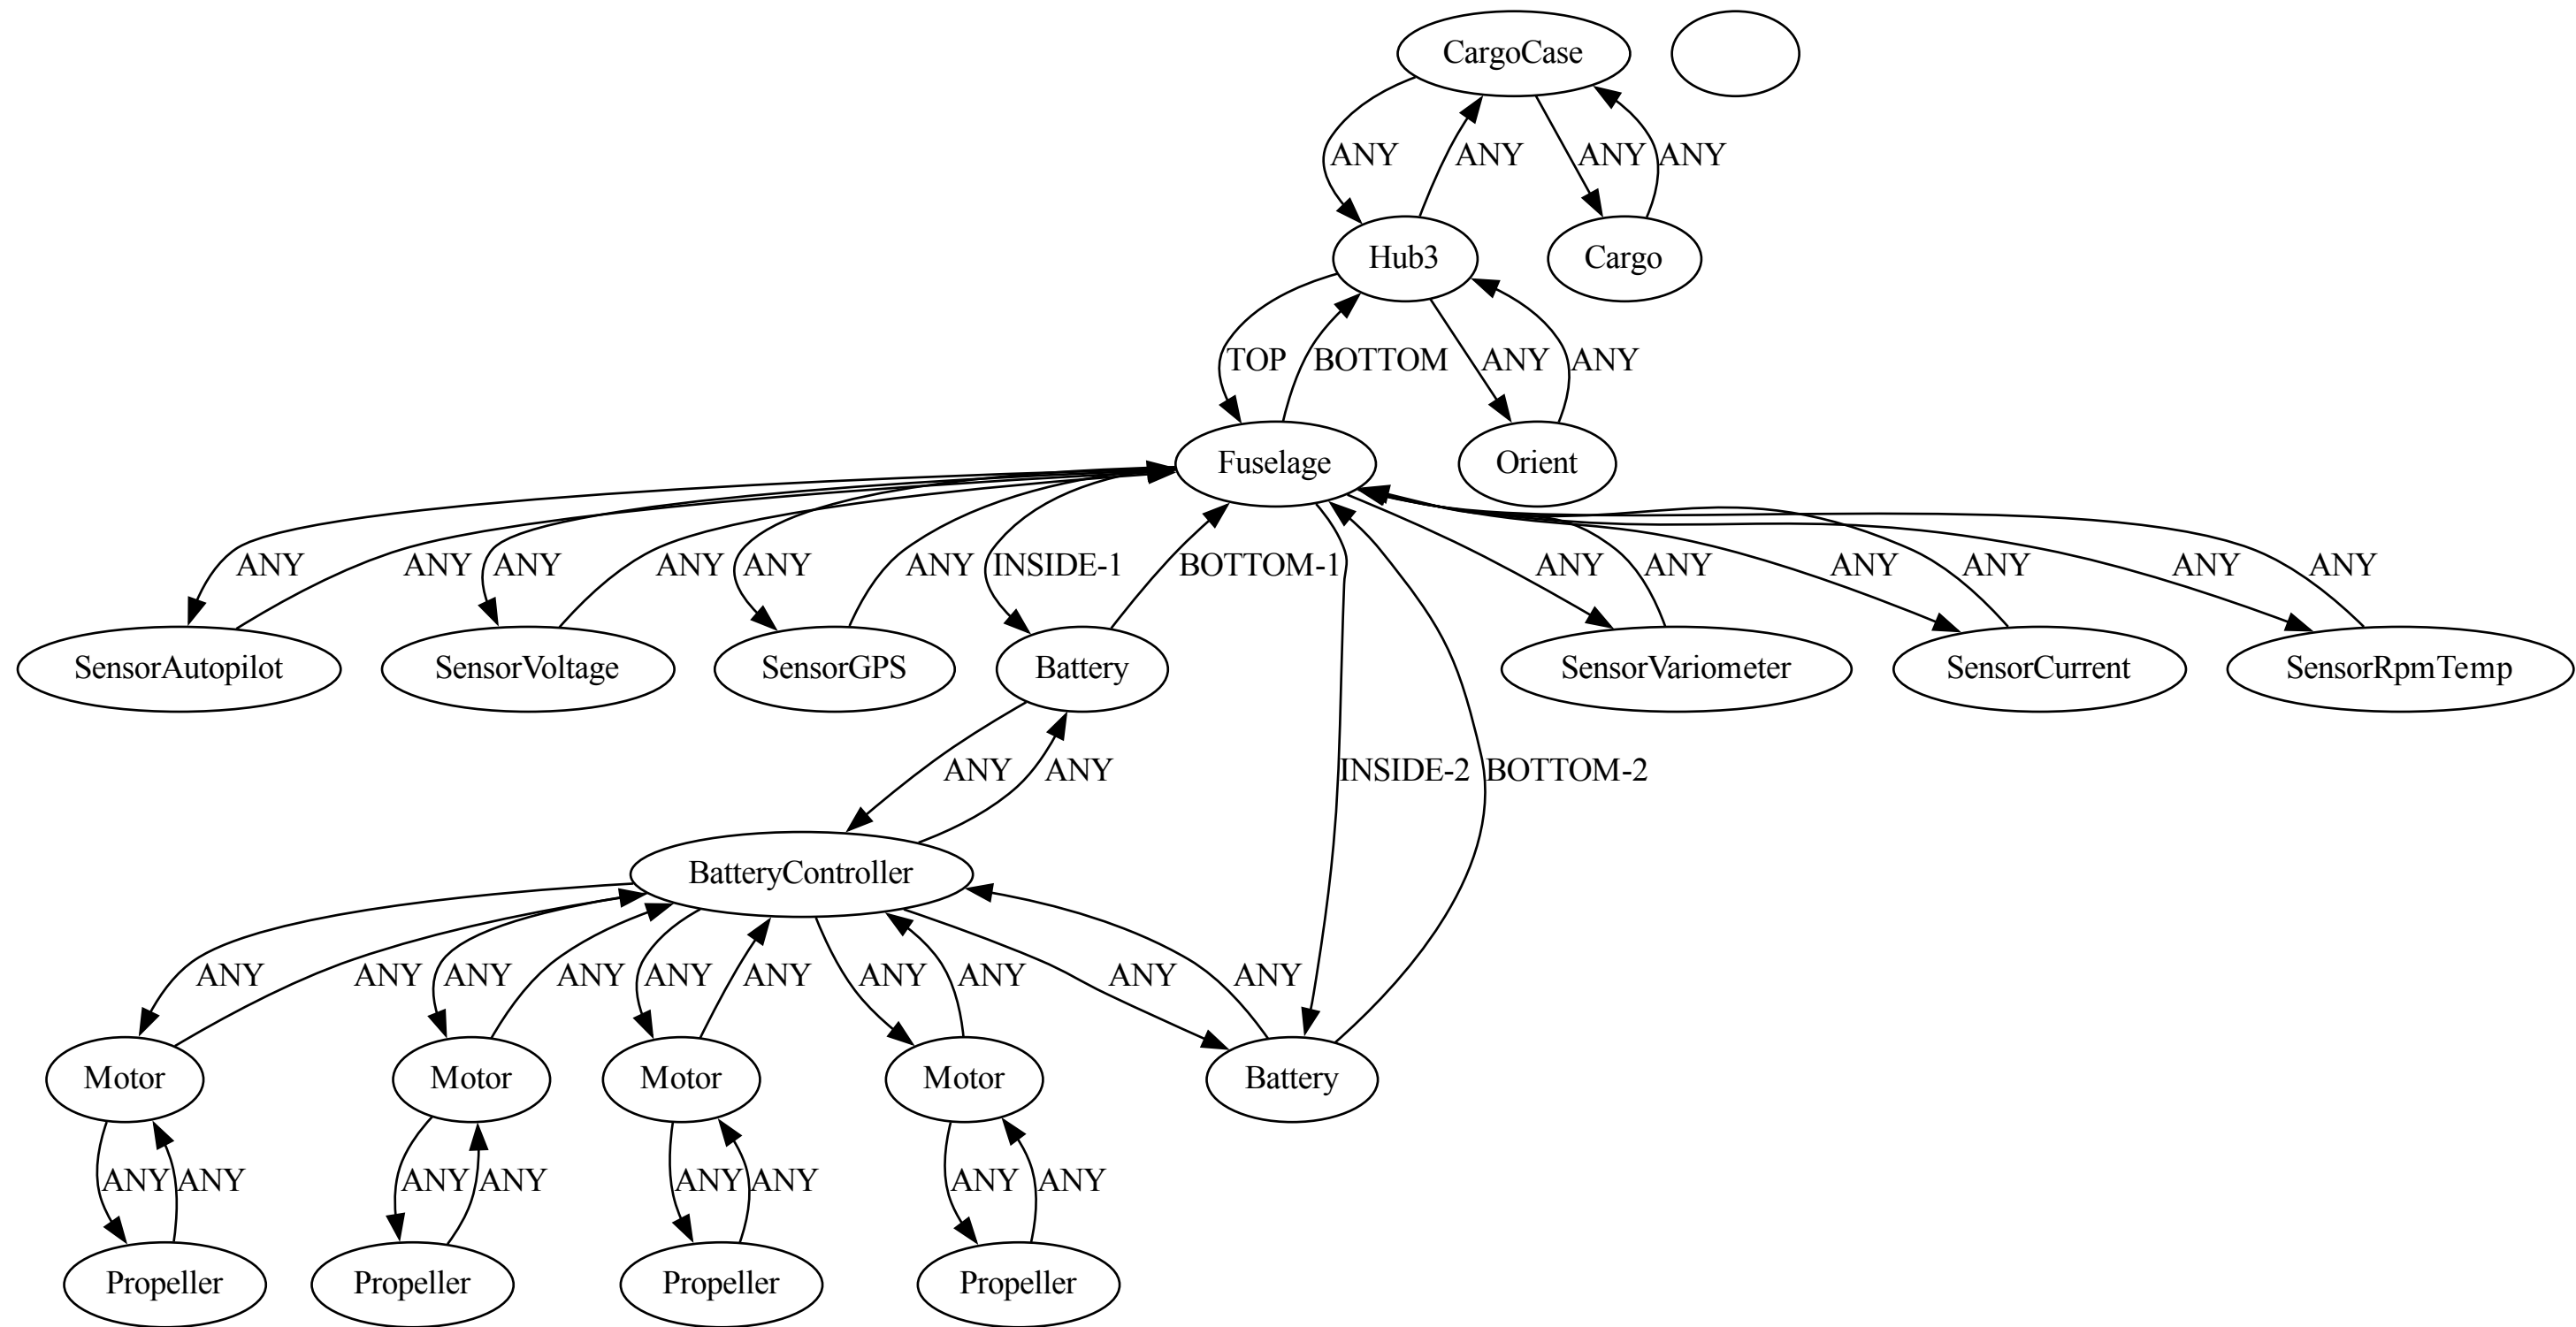 CargoCase
ANY
ANY
ANY
ANY
Hub3
Cargo
TOP
BOTTOM
ANY
ANY
Fuselage
Orient
ANY
ANY
ANY
ANY
ANY
ANY
INSIDE-1
BOTTOM-1
ANY
ANY
ANY
ANY
ANY
ANY
SensorAutopilot
SensorVoltage
SensorGPS
Battery
SensorVariometer
SensorCurrent
SensorRpmTemp
ANY
ANY
INSIDE-2
BOTTOM-2
BatteryController
ANY
ANY
ANY
ANY
ANY
ANY
ANY
ANY
ANY
ANY
Motor
Motor
Motor
Motor
Battery
ANY
ANY
ANY
ANY
ANY
ANY
ANY
ANY
Propeller
Propeller
Propeller
Propeller